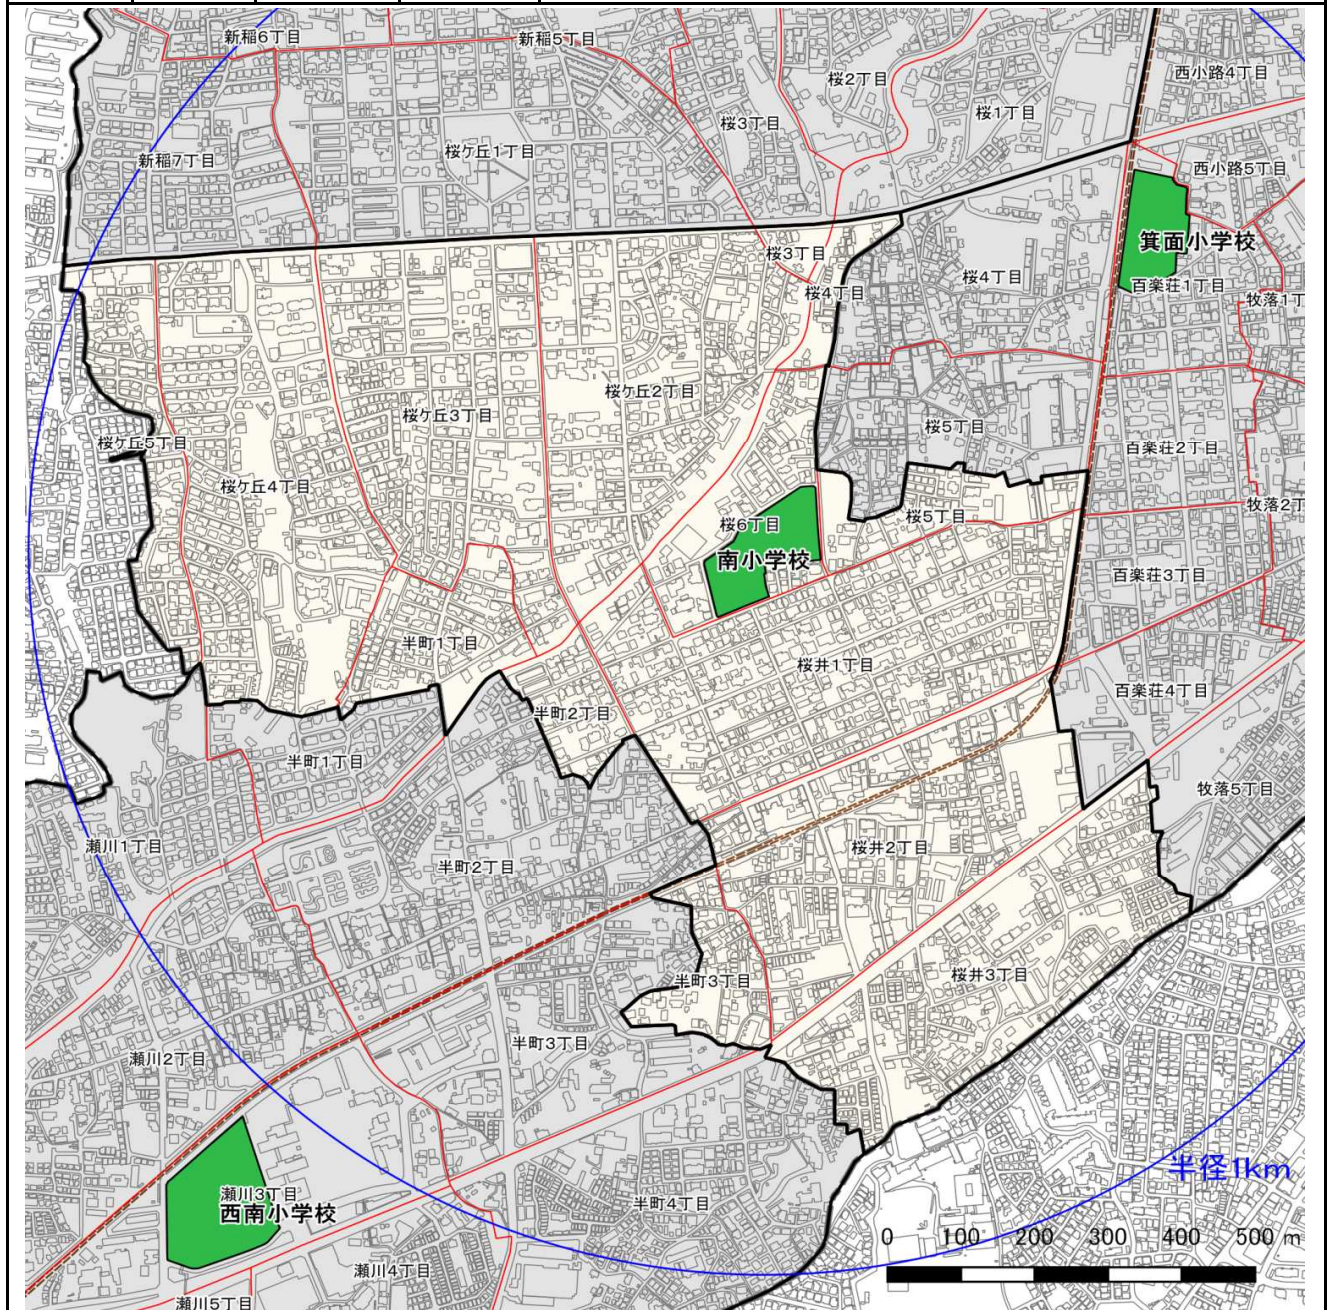 新稲6丁目
新稲5丁目
桜2丁目
西小路4丁目
桜3丁目
桜1丁目
桜ケ丘1丁目
新稲7丁目
西小路5丁目
箕面小学校
桜3丁目
桜4丁目
桜4丁目
百楽荘1丁目
牧落1丁
桜ケ丘2丁目
桜ケ丘3丁目
桜5丁目
桜ケ丘5丁目
百楽荘2丁目
桜ケ丘4丁目
牧落2丁
桜5丁目
桜6丁目
南小学校
百楽荘3丁目
半町1丁目
桜井1丁目
百楽荘4丁目
半町2丁目
半町1丁目
牧落5丁目
瀬川1丁目
桜井2丁目
半町2丁目
桜井3丁目
半町3丁目
半町3丁目
瀬川2丁目
半径1km
瀬川3丁目
西南小学校
半町4丁目
0 100 200 300 400 500 m
瀬川4丁目
瀬川5丁目